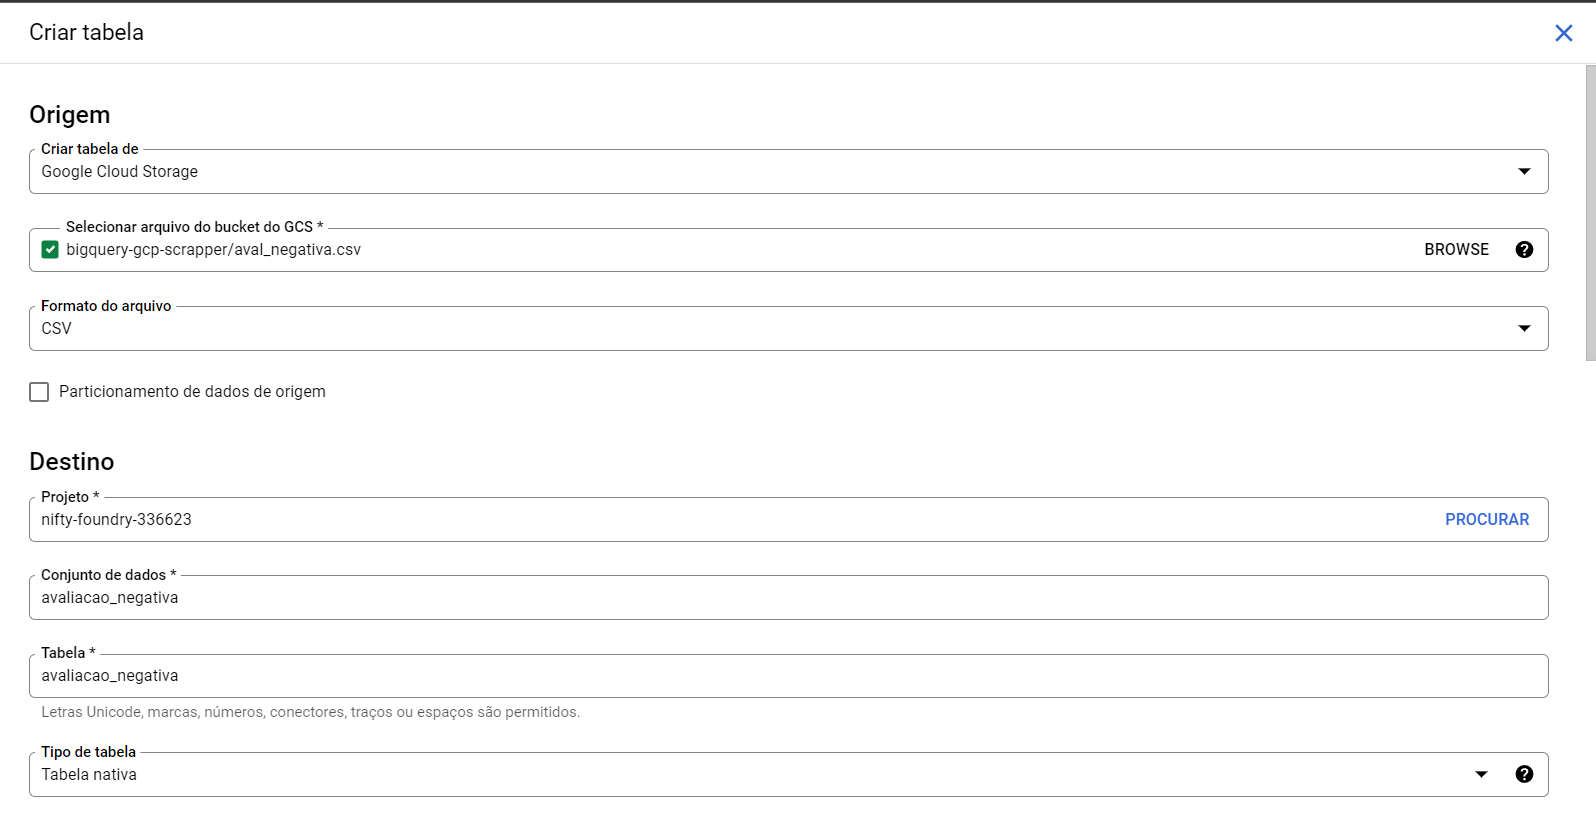 Criar tabela
Origem
Criar tabela de
Google Cloud Storage
Selecionar arquivo do bucket do GCS *
bigquery-gcp-scrapper/aval_negativa.csv
BROWSE
Formato do arquivo
CSV
Particionamento de dados de origem
Destino
Projeto *
nifty-foundry-336623
PROCURAR
Conjunto de dados *
avaliacao_negativa
Tabela *
avaliacao_negativa
Letras Unicode, marcas, números, conectores, traços ou espaços são permitidos.
Tipo de tabela
Tabela nativa